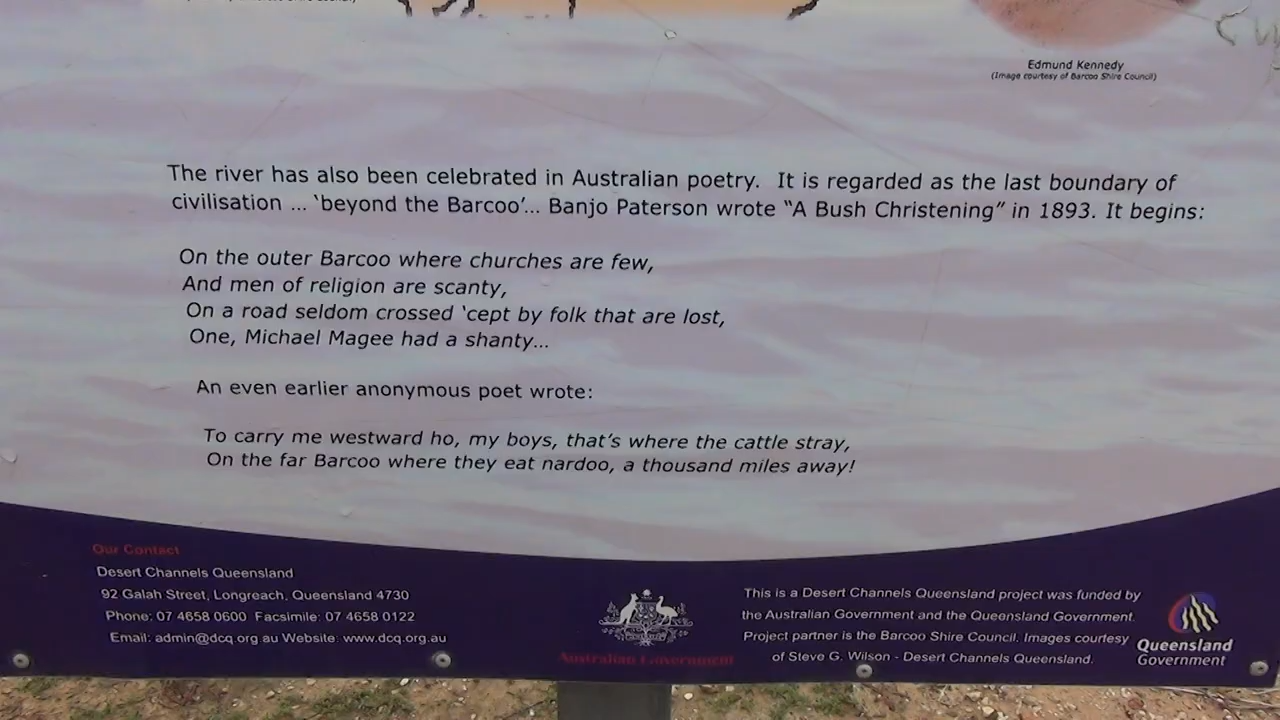 Edmund Kennedy
(Image courtesy of Barcoo Shire Council)
The river has also been celebrated in Australian poetry. It is regarded as the last boundary of
civilisation ... ‘beyond the Barcoo’... Banjo Paterson wrote “A Bush Christening” in 1893. It begins:
On the outer Barcoo where churches are few,
And men of religion are scanty,
On a road seldom crossed ‘cept by folk that are lost,
One, Michael Magee had a shanty...
An even earlier anonymous poet wrote:
To carry me westward ho, my boys, that’s where the cattle stray,
On the far Barcoo where they eat nardoo, a thousand miles away!
Our Contact
Desert Channels Queensland
92 Galah Street, Longreach, Queensland 4730
Phone: 07 4658 0600 Facsimile: 07 4658 0122
Email: admin@dcq.org au Website: www.dcq.org.au
Australian Government
This is a Desert Channels Queensland project was funded by
the Australian Government and the Queensland Government.
Project partner is the Barcoo Shire Council. Images courtesy
of Steve G. Wilson - Desert Channels Queensland.
Queensland
Government